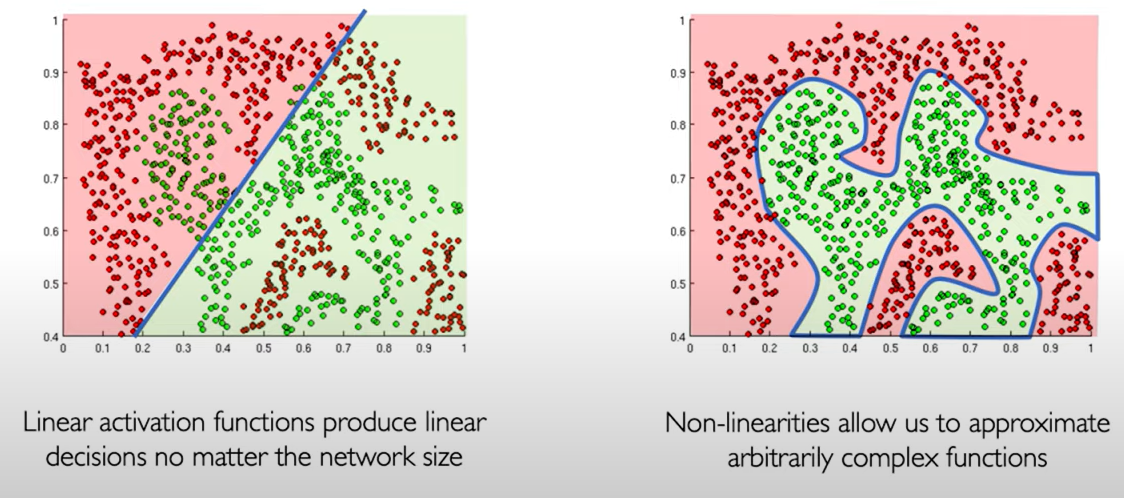 1
0.9
0.8
0.7
0.6
0.5
0.4
0 0.1 0.2 0.3 0.4 0.5 0.6 0.7 0.8 0.9 1
Linear activation functions produce linear
decisions no matter the network size
1
0.9
0.8
0.7
0.6
0.5
0.4
0 0.1 0.2 0.3 0.4 0.5 0.6 0.7 0.8 0.9 1
Non-linearities allow us to approximate
arbitrarily complex functions